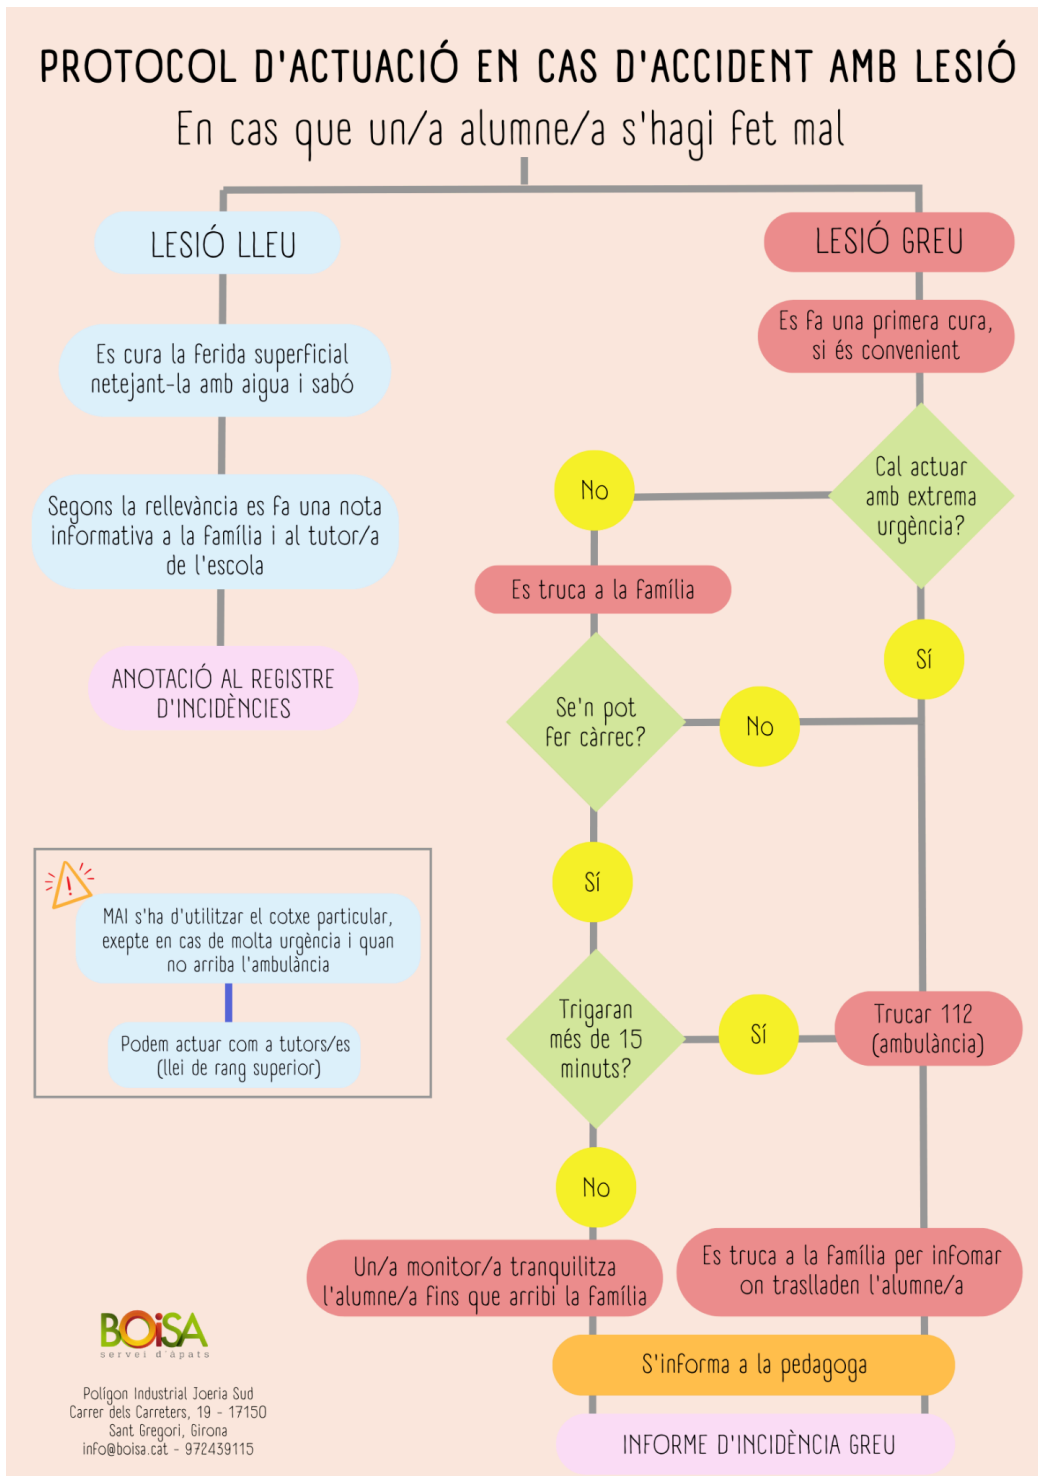 PROTOCOL D'ACTUACIÓ EN CAS D'ACCIDENT AMB LESIÓ
En cas que un/a alumne/a s'hagi fet mal
LESIÓ LLEU
Es cura la ferida superficial
netejant-la amb aigua i sabó
Segons la rellevància es fa una nota
informativa a la família i al tutor/a
de l'escola
ANOTACIÓ AL REGISTRE
D'INCIDÈNCIES
LESIÓ GREU
Es fa una primera cura,
si és convenient
Cal actuar
amb extrema
urgència?
No
Sí
Es truca a la família
Se'n pot
fer càrrec?
No
Sí
Trigaran
més de 15
minuts?
Sí
Trucar 112
(ambulància)
No
Un/a monitor/a tranquilitza
l'alumne/a fins que arribi la família
Es truca a la família per infomar
on traslladen l'alumne/a
S'informa a la pedagoga
INFORME D'INCIDÈNCIA GREU
!
MAI s'ha d'utilitzar el cotxe particular,
exepte en cas de molta urgència i quan
no arriba l'ambulància
Podem actuar com a tutors/es
(llei de rang superior)
BOiSA
servei d'àpats
Polígon Industrial Joeria Sud
Carrer dels Carreters, 19 - 17150
Sant Gregori, Girona
info@boisa.cat - 972439115